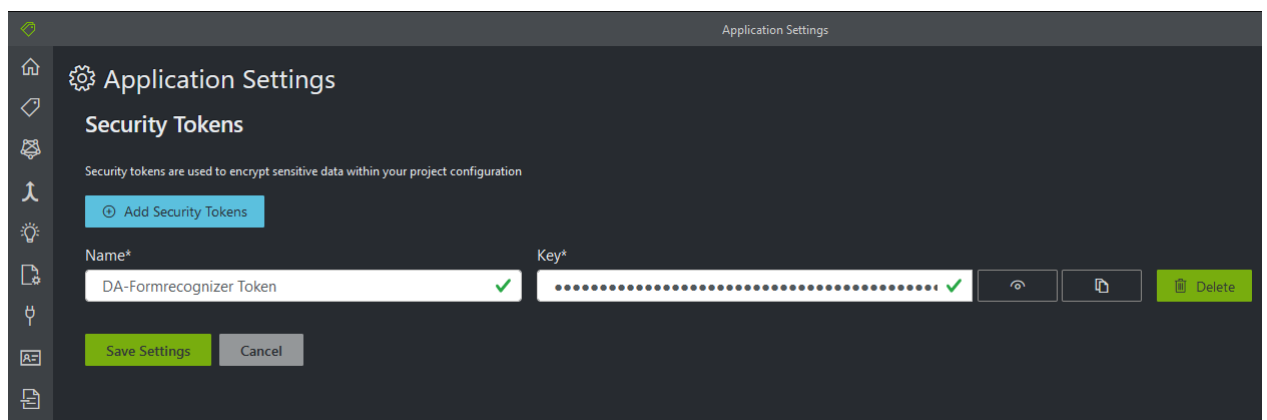 Application Settings
Application Settings
Security Tokens
Security tokens are used to encrypt sensitive data within your project configuration
Add Security Tokens
Name* Key*
DA-Formrecognizer Token Delete
Save Settings Cancel